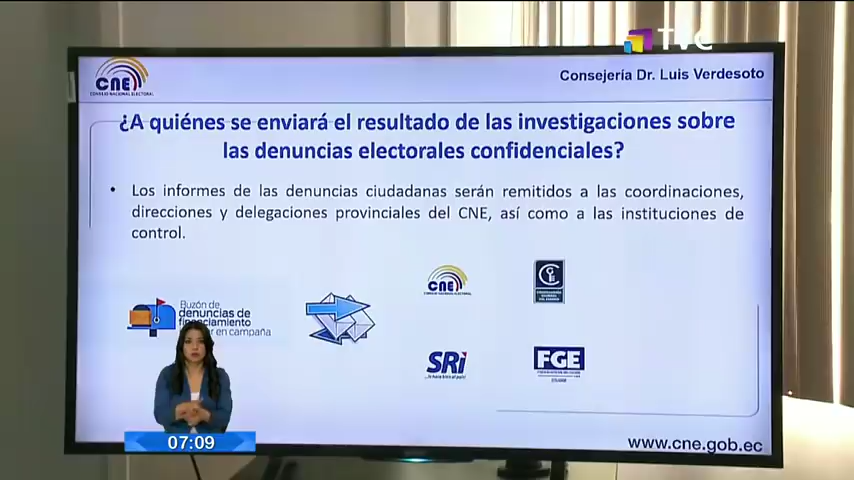 TVC
CNE
CONSEJO NACIONAL ELECTORAL
Consejería Dr. Luis Verdesoto
¿A quiénes se enviará el resultado de las investigaciones sobre
las denuncias electorales confidenciales?
• Los informes de las denuncias ciudadanas serán remitidos a las coordinaciones,
direcciones y delegaciones provinciales del CNE, así como a las instituciones de
control.
Buzón de
denuncias de
en campaña
CNE
SRi
FGE
07:09
www.cne.gob.ec